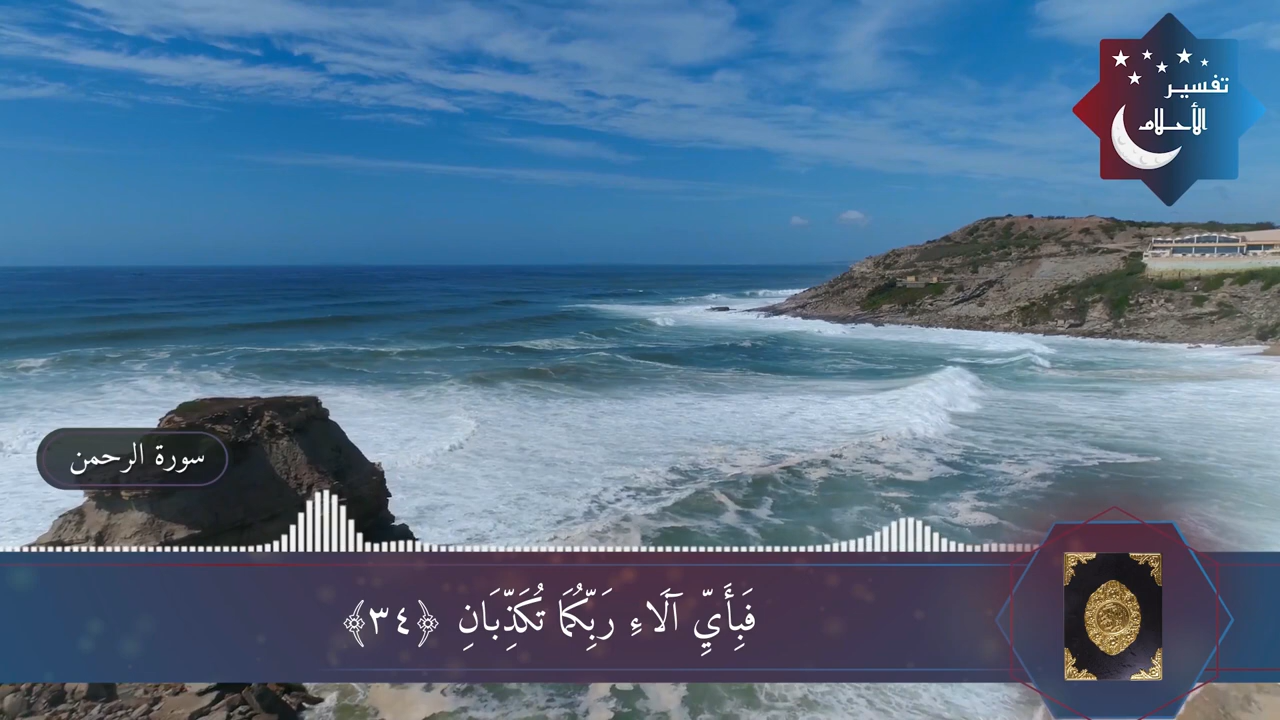 تفسير
الأحلام
سورة الرحمن
فَبِأَيِّ آلَاءِ رَبِّكُمَا تُكَذِّبَانِ ﴿٣٤﴾